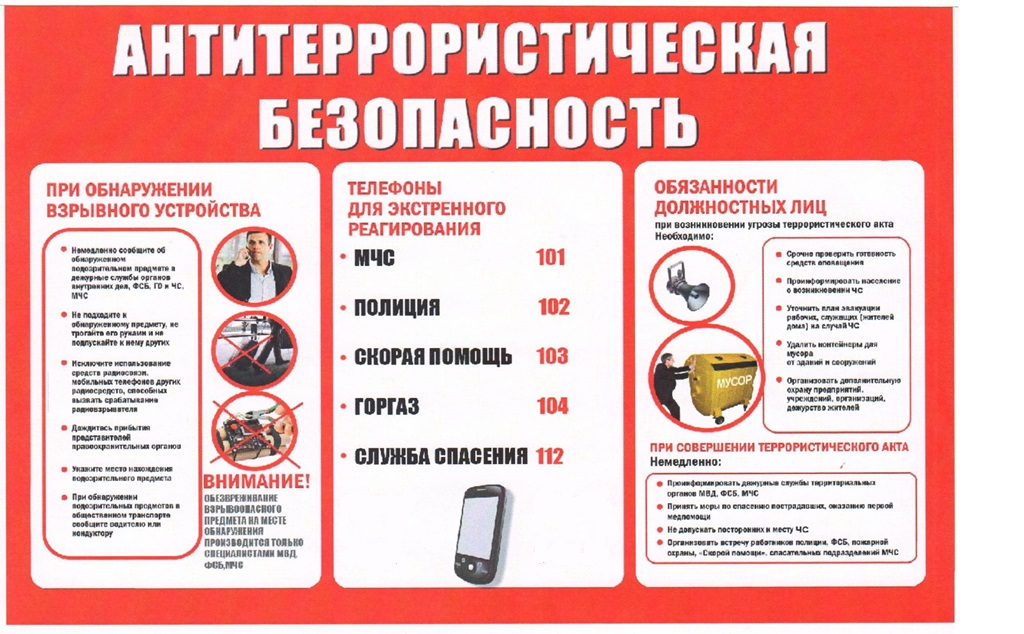 АНТИТЕРРОРИСТИЧЕСКАЯ
БЕЗОПАСНОСТЬ
ПРИ ОБНАРУЖЕНИИ
ВЗРЫВНОГО УСТРОЙСТВА
Немедленно сообщите об
обнаруженном
подозрительном предмете в
дежурные службы органов
внутренних дел, ФСБ, ГО и ЧС,
МЧС
Не подходите к
обнаруженному предмету, не
трогайте его руками и не
подпускайте к нему других
Исключите использование
средств радиосвязи,
мобильных телефонов других
радиосредств, способных
вызвать срабатывание
радиовзрывателя
Дождитесь прибытия
представителей
правоохранительных органов
Укажите место нахождения
подозрительного предмета
При обнаружении
подозрительных предметов в
общественном транспорте
сообщите водителю или
кондуктору
ВНИМАНИЕ!
ОБЕЗВРЕЖИВАНИЕ
ВЗРЫВООПАСНОГО
ПРЕДМЕТА НА МЕСТЕ
ОБНАРУЖЕНИЯ
ПРОИЗВОДИТСЯ ТОЛЬКО
СПЕЦИАЛИСТАМИ МВД,
ФСБ,МЧС
ТЕЛЕФОНЫ
ДЛЯ ЭКСТРЕННОГО
РЕАГИРОВАНИЯ
МЧС 101
ПОЛИЦИЯ 102
СКОРАЯ ПОМОЩЬ 103
ГОРГАЗ 104
СЛУЖБА СПАСЕНИЯ 112
ОБЯЗАННОСТИ
ДОЛЖНОСТНЫХ ЛИЦ
при возникновении угрозы террористического акта
Необходимо:
Срочно проверить готовность
средств оповещения
Проинформировать население
о возникновении ЧС
Уточнить план эвакуации
рабочих, служащих (жителей
дома) на случай ЧС
Удалить контейнеры для
мусора
от зданий и сооружений
Организовать дополнительную
охрану предприятий,
учреждений, организаций,
дежурство жителей
МУСОР
ПРИ СОВЕРШЕНИИ ТЕРРОРИСТИЧЕСКОГО АКТА
Немедленно:
Проинформировать дежурные службы территориальных
органов МВД, ФСБ, МЧС
Принять меры по спасению пострадавших, оказанию первой
медпомощи
Не допускать посторонних к месту ЧС
Организовать встречу работников полиции, ФСБ, пожарной
охраны, «Скорой помощи», спасательных подразделений МЧС